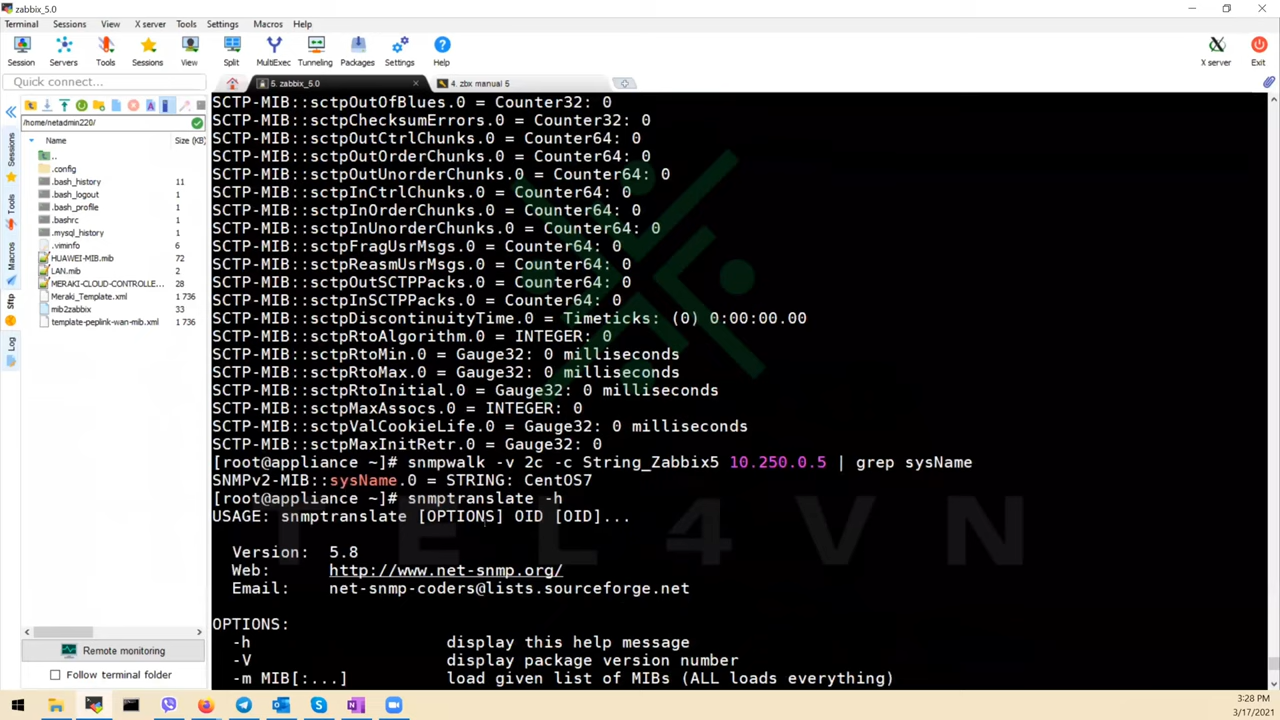 zabbix_5.0
Terminal Sessions View X server Tools Settings Macros Help
Session Servers Tools Sessions View Split MultiExec Tunneling Packages Settings Help X server Exit
Quick connect...
5. zabbix_5.0
4. zbx manual 5
/home/netadmin220/
Name Size (KB)
..
.config
.bash_history 11
.bash_logout 1
.bash_profile 1
.bashrc 1
.mysql_history 1
.viminfo 6
HUAWEI-MIB.mib 72
LAN.mib 2
MERAKI-CLOUD-CONTROLLE... 28
Meraki_Template.xml 1 736
mib2zabbix 33
template-peplink-wan-mib.xml 1 736
Sessions
Tools
Macros
Sftp
Log
Remote monitoring
Follow terminal folder
SCTP-MIB::sctpOutOfBlues.0 = Counter32: 0
SCTP-MIB::sctpChecksumErrors.0 = Counter32: 0
SCTP-MIB::sctpOutCtrlChunks.0 = Counter64: 0
SCTP-MIB::sctpOutOrderChunks.0 = Counter64: 0
SCTP-MIB::sctpOutUnorderChunks.0 = Counter64: 0
SCTP-MIB::sctpInCtrlChunks.0 = Counter64: 0
SCTP-MIB::sctpInOrderChunks.0 = Counter64: 0
SCTP-MIB::sctpInUnorderChunks.0 = Counter64: 0
SCTP-MIB::sctpFragUsrMsgs.0 = Counter64: 0
SCTP-MIB::sctpReasmUsrMsgs.0 = Counter64: 0
SCTP-MIB::sctpOutSCTPPacks.0 = Counter64: 0
SCTP-MIB::sctpInSCTPPacks.0 = Counter64: 0
SCTP-MIB::sctpDiscontinuityTime.0 = Timeticks: (0) 0:00:00.00
SCTP-MIB::sctpRtoAlgorithm.0 = INTEGER: 0
SCTP-MIB::sctpRtoMin.0 = Gauge32: 0 milliseconds
SCTP-MIB::sctpRtoMax.0 = Gauge32: 0 milliseconds
SCTP-MIB::sctpRtoInitial.0 = Gauge32: 0 milliseconds
SCTP-MIB::sctpMaxAssocs.0 = INTEGER: 0
SCTP-MIB::sctpValCookieLife.0 = Gauge32: 0 milliseconds
SCTP-MIB::sctpMaxInitRetr.0 = Gauge32: 0
[root@appliance ~]# snmpwalk -v 2c -c String_Zabbix5 10.250.0.5 | grep sysName
SNMPv2-MIB::sysName.0 = STRING: CentOS7
[root@appliance ~]# snmptranslate -h
USAGE: snmptranslate [OPTIONS] OID [OID]...
TEL4VN
Version: 5.8
Web: http://www.net-snmp.org/
Email: net-snmp-coders@lists.sourceforge.net
OPTIONS:
-h display this help message
-V display package version number
-m MIB[:...] load given list of MIBs (ALL loads everything)
3:28 PM
3/17/2021